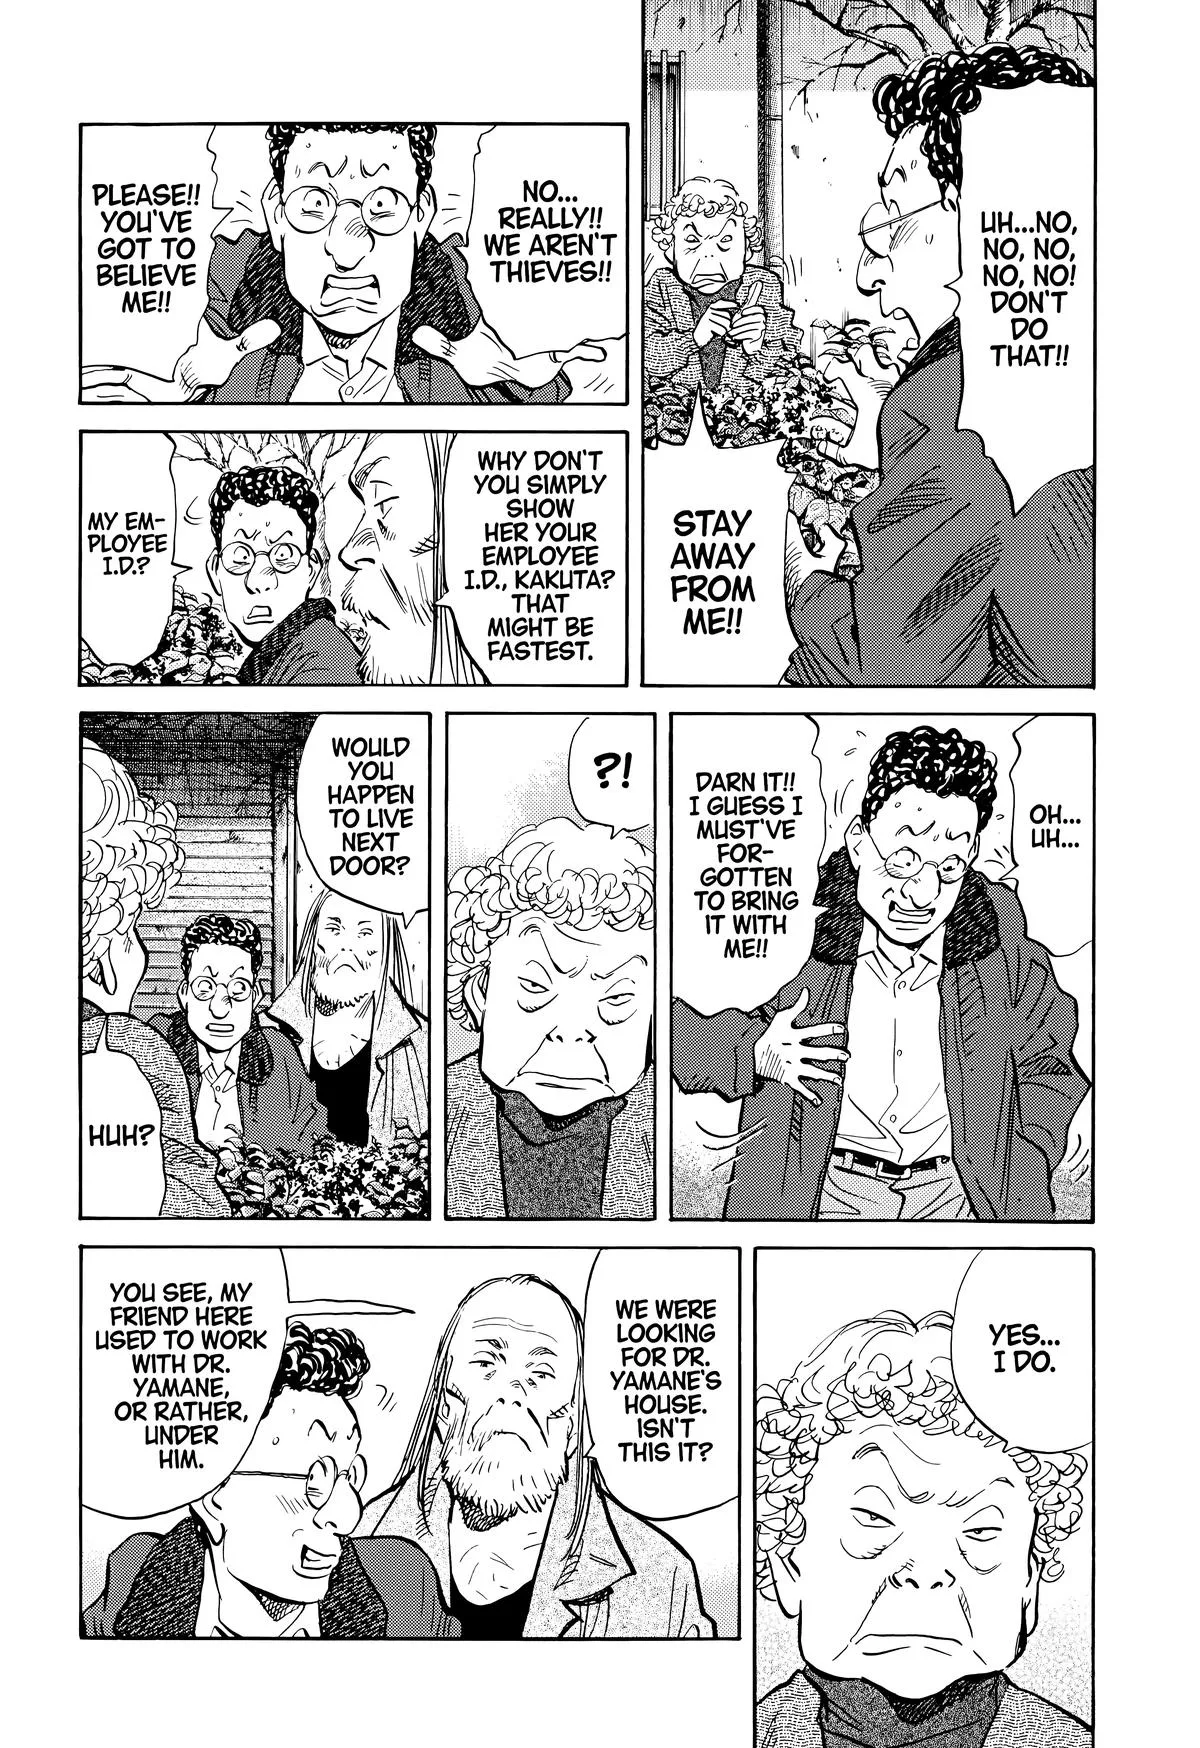 UH...NO,
NO, NO,
NO, NO!
DON'T
DO
THAT!!
STAY
AWAY
FROM
ME!!
NO...
REALLY!!
WE AREN'T
THIEVES!!
PLEASE!!
YOU'VE
GOT TO
BELIEVE
ME!!
WHY DON'T
YOU SIMPLY
SHOW
HER YOUR
EMPLOYEE
I.D., KAKUTA?
THAT
MIGHT BE
FASTEST.
MY EM-
PLOYEE
I.D.?
OH...
UH...
DARN IT!!
I GUESS I
MUST'VE
FOR-
GOTTEN
TO BRING
IT WITH
ME!!
?!
WOULD
YOU
HAPPEN
TO LIVE
NEXT
DOOR?
HUH?
YES...
I DO.
WE WERE
LOOKING
FOR DR.
YAMANE'S
HOUSE.
ISN'T
THIS IT?
YOU SEE, MY
FRIEND HERE
USED TO WORK
WITH DR.
YAMANE,
OR RATHER,
UNDER
HIM.